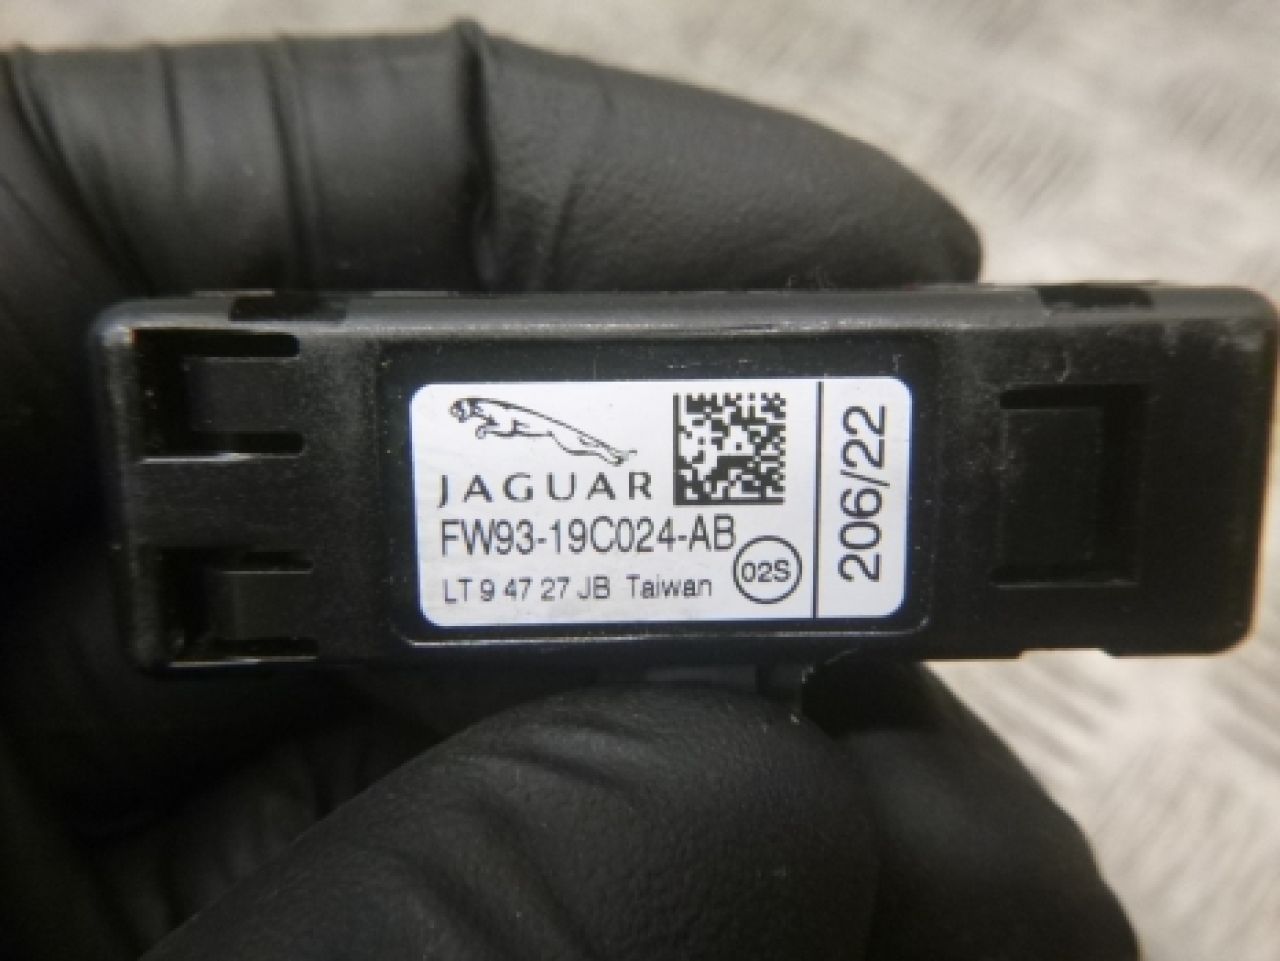 JAGUAR
FW93-19C024-AB
LT 9 47 27 JB Taiwan
02S
206/22